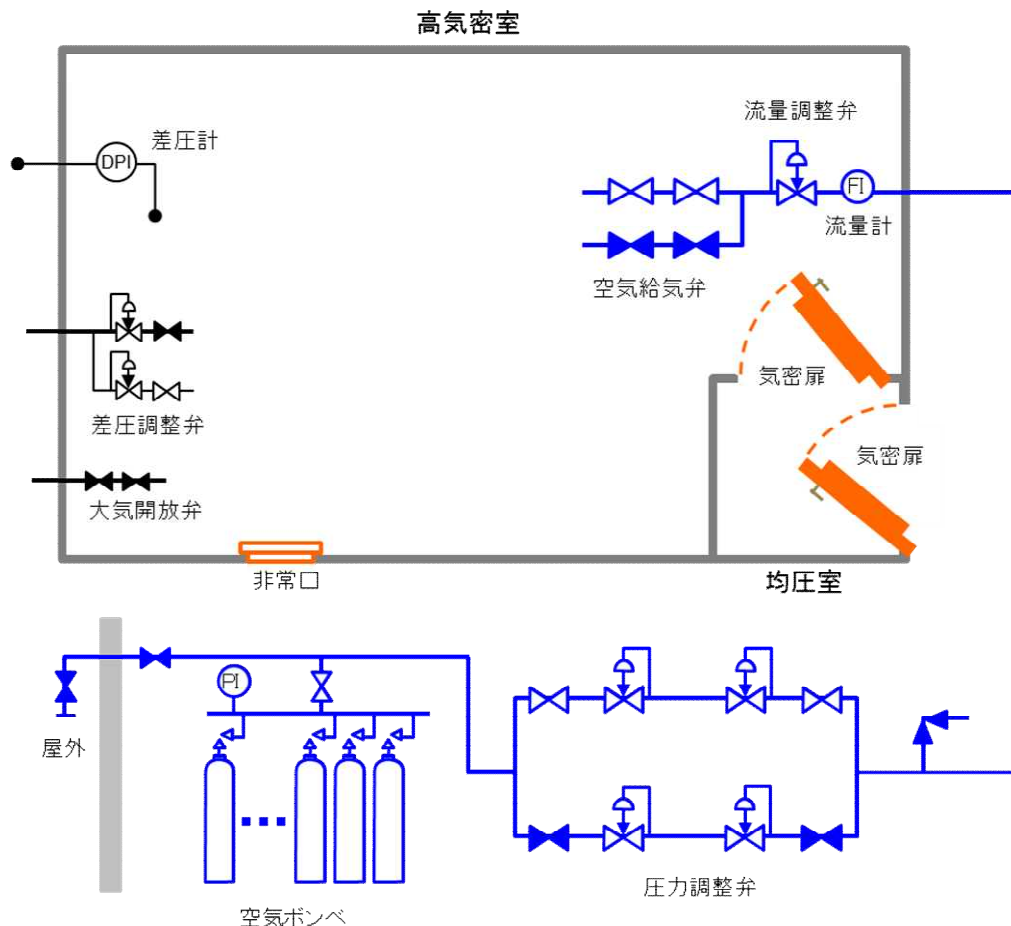 高気密室
差圧計
DPI
流量調整弁
FI
流量計
空気給気弁
気密扉
気密扉
差圧調整弁
大気開放弁
非常口
均圧室
PI
屋外
空気ボンベ
圧力調整弁